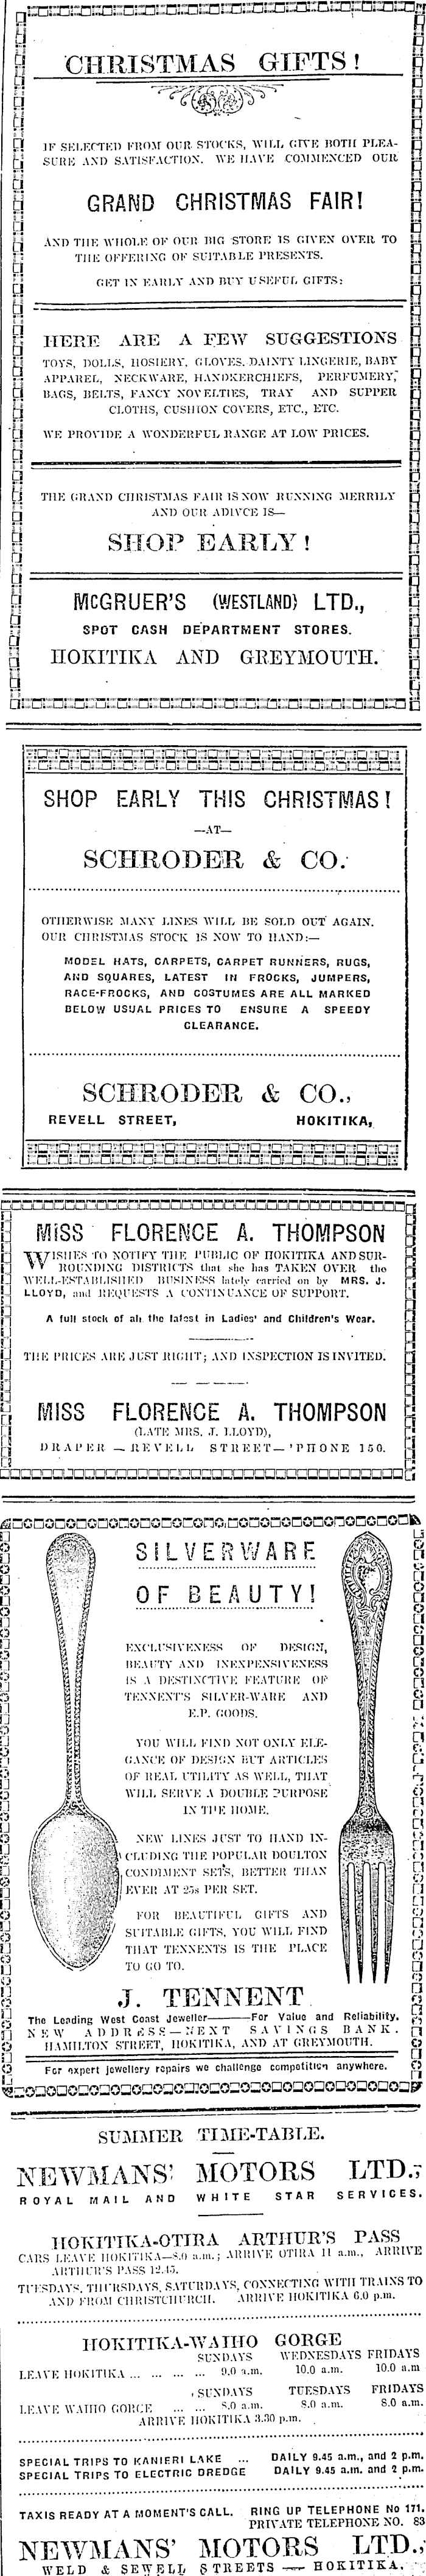 CHRISTMAS GIFTS!
IF SELECTED FROM OUR STOCKS, WILL GIVE BOTH PLEA-
SURE AND SATISFACTION. WE HAVE COMMENCED OUR
GRAND CHRISTMAS FAIR!
AND THE WHOLE OF OUR BIG STORE IS GIVEN OVER TO
THE OFFERING OF SUITABLE PRESENTS.
GET IN EARLY AND BUY USEFUL GIFTS:
HERE ARE A FEW SUGGESTIONS
TOYS, DOLLS, HOSIERY, GLOVES, DAINTY LINGERIE, BABY
APPAREL, NECKWARE, HANDKERCHIEFS, PERFUMERY,
BAGS, BELTS, FANCY NOVELTIES, TRAY AND SUPPER
CLOTHS, CUSHION COVERS, ETC., ETC.
WE PROVIDE A WONDERFUL RANGE AT LOW PRICES.
THE GRAND CHRISTMAS FAIR IS NOW RUNNING MERRILY
AND OUR ADIVCE IS—
SHOP EARLY!
McGRUER'S (WESTLAND) LTD.,
SPOT CASH DEPARTMENT STORES.
HOKITIKA AND GREYMOUTH.
SHOP EARLY THIS CHRISTMAS!
—AT—
SCHRODER & CO.
OTHERWISE MANY LINES WILL BE SOLD OUT AGAIN.
OUR CHRISTMAS STOCK IS NOW TO HAND:—
MODEL HATS, CARPETS, CARPET RUNNERS, RUGS,
AND SQUARES, LATEST IN FROCKS, JUMPERS,
RACE-FROCKS, AND COSTUMES ARE ALL MARKED
BELOW USUAL PRICES TO ENSURE A SPEEDY
CLEARANCE.
SCHRODER & CO.,
REVELL STREET, HOKITIKA,
MISS FLORENCE A. THOMPSON
WISHES TO NOTIFY THE PUBLIC OF HOKITIKA AND SUR-
ROUNDING DISTRICTS that she has TAKEN OVER the
WELL-ESTABLISHED BUSINESS lately carried on by MRS. J.
LLOYD, and REQUESTS A CONTINUANCE OF SUPPORT.
A full stock of all the latest in Ladies' and Children's Wear.
THE PRICES ARE JUST RIGHT; AND INSPECTION IS INVITED.
MISS FLORENCE A. THOMPSON
(LATE MRS. J. LLOYD),
DRAPER — REVELL STREET— 'PHONE 150.
SILVERWARE
OF BEAUTY!
EXCLUSIVENESS OF DESIGN,
BEAUTY AND INEXPENSIVENESS
IS A DESTINCTIVE FEATURE OF
TENNENT'S SILVER-WARE AND
E.P. GOODS.
YOU WILL FIND NOT ONLY ELE-
GANCE OF DESIGN BUT ARTICLES
OF REAL UTILITY AS WELL, THAT
WILL SERVE A DOUBLE PURPOSE
IN THE HOME.
NEW LINES JUST TO HAND IN-
CLUDING THE POPULAR DOULTON
CONDIMENT SETS, BETTER THAN
EVER AT 25s PER SET.
FOR BEAUTIFUL GIFTS AND
SUITABLE GIFTS, YOU WILL FIND
THAT TENNENTS IS THE PLACE
TO GO TO.
J. TENNENT
The Leading West Coast Jeweller——For Value and Reliability.
NEW ADDRESS—NEXT SAVINGS BANK.
HAMILTON STREET, HOKITIKA, AND AT GREYMOUTH.
For expert jewellery repairs we challenge competition anywhere.
SUMMER TIME-TABLE.
NEWMANS' MOTORS LTD.,
ROYAL MAIL AND WHITE STAR SERVICES.
HOKITIKA-OTIRA ARTHUR'S PASS
CARS LEAVE HOKITIKA—8.0 a.m.; ARRIVE OTIRA 11 a.m., ARRIVE
ARTHUR'S PASS 12.45.
TUESDAYS, THURSDAYS, SATURDAYS, CONNECTING WITH TRAINS TO
AND FROM CHRISTCHURCH. ARRIVE HOKITIKA 6.0 p.m.
HOKITIKA-WAIHO GORGE
SUNDAYS WEDNESDAYS FRIDAYS
LEAVE HOKITIKA ... ... ... ... 9.0 a.m. 10.0 a.m. 10.0 a.m
SUNDAYS TUESDAYS FRIDAYS
LEAVE WAIHO GORGE ... ... 8.0 a.m. 8.0 a.m. 8.0 a.m.
ARRIVE HOKITIKA 3.30 p.m.
SPECIAL TRIPS TO KANIERI LAKE ... DAILY 9.45 a.m., and 2 p.m.
SPECIAL TRIPS TO ELECTRIC DREDGE DAILY 9.45 a.m. and 2 p.m.
TAXIS READY AT A MOMENT'S CALL. RING UP TELEPHONE No 171.
PRIVATE TELEPHONE NO. 83
NEWMANS' MOTORS LTD.,
WELD & SEWELL STREETS — HOKITIKA.